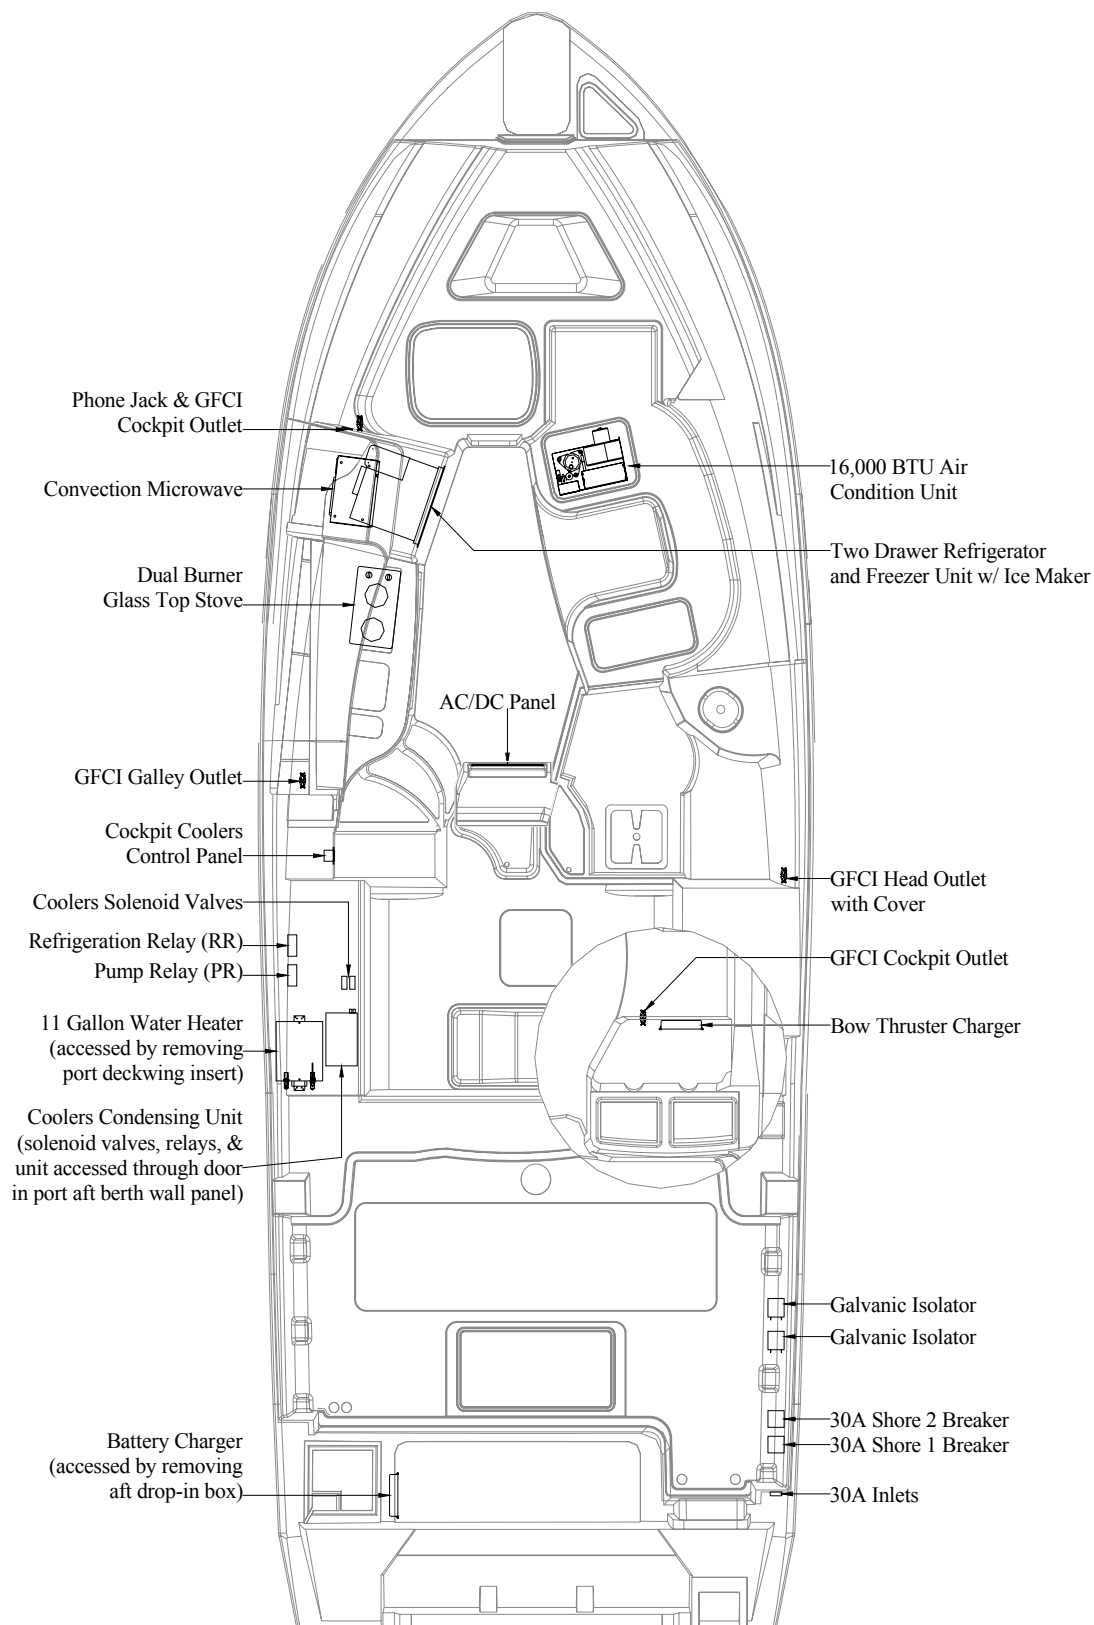 Phone Jack & GFCI
Cockpit Outlet
Convection Microwave
Dual Burner
Glass Top Stove
GFCI Galley Outlet
Cockpit Coolers
Control Panel
Coolers Solenoid Valves
Refrigeration Relay (RR)
Pump Relay (PR)
11 Gallon Water Heater
(accessed by removing
port deckwing insert)
Coolers Condensing Unit
(solenoid valves, relays, &
unit accessed through door
in port aft berth wall panel)
Battery Charger
(accessed by removing
aft drop-in box)
AC/DC Panel
16,000 BTU Air
Condition Unit
Two Drawer Refrigerator
and Freezer Unit w/ Ice Maker
GFCI Head Outlet
with Cover
GFCI Cockpit Outlet
Bow Thruster Charger
Galvanic Isolator
Galvanic Isolator
30A Shore 2 Breaker
30A Shore 1 Breaker
30A Inlets